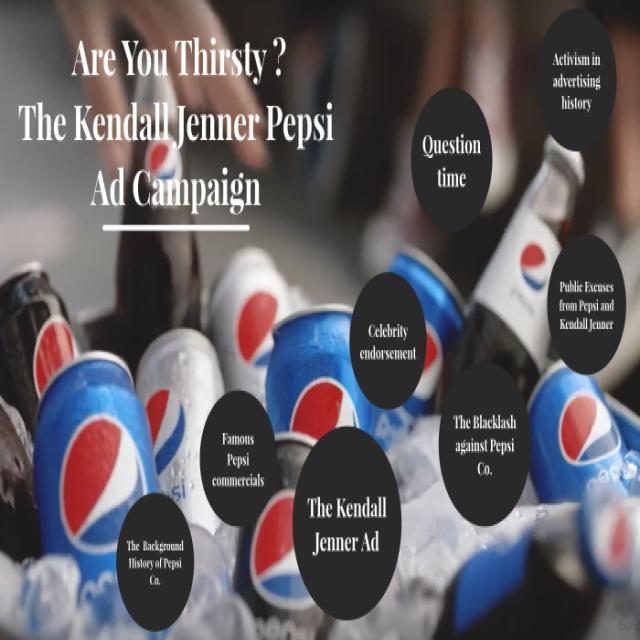 Are You Thirsty ?
The Kendall Jenner Pepsi
Ad Campaign
Activism in
advertising
history
Question
time
Public Excuses
from Pepsi and
Kendall Jenner
Celebrity
endorsement
The Blacklash
against Pepsi
Co.
Famous
Pepsi
commercials
The Kendall
Jenner Ad
The Background
History of Pepsi
Co.